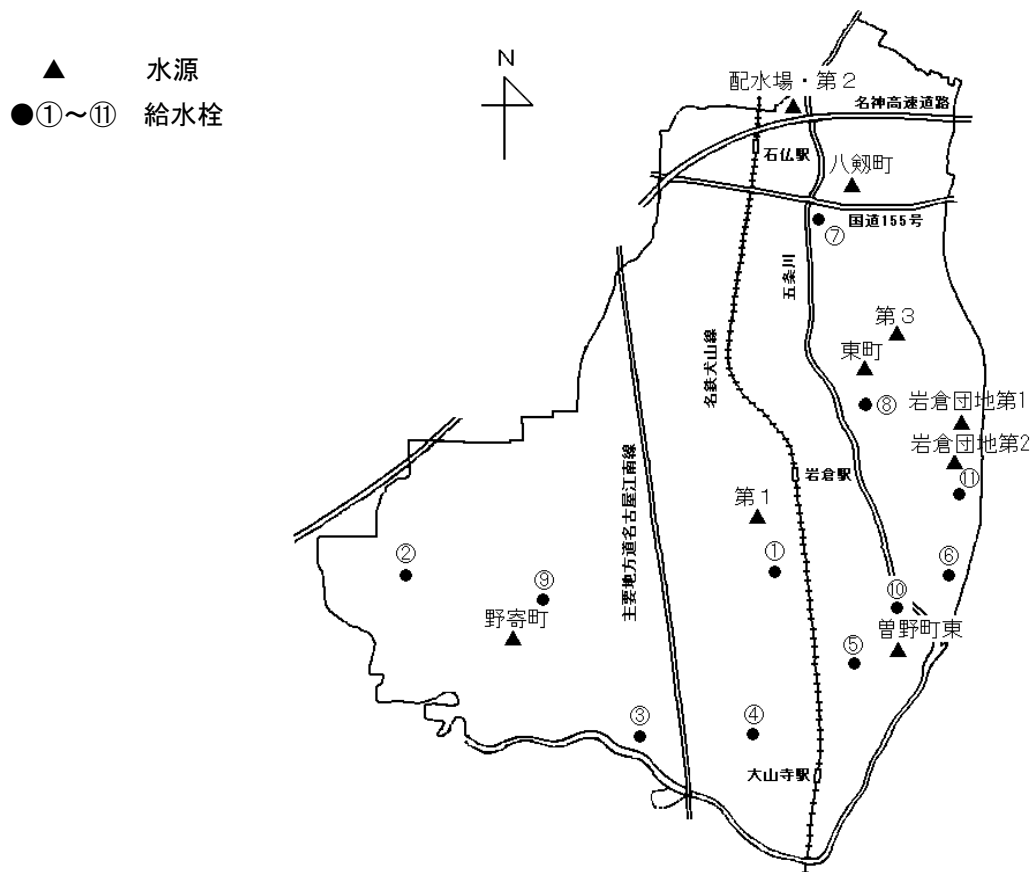 ▲ 水源
●①～⑪ 給水栓
N
配水場・第２
名神高速道路
石仏駅
八剱町
国道155号
⑦
五条川
第３
東町
名鉄犬山線
⑧
岩倉団地第1
岩倉団地第2
⑪
主要地方道名古屋江南線
岩倉駅
第１
②
①
⑥
⑨
⑩
野寄町
曽野町東
⑤
③
④
大山寺駅